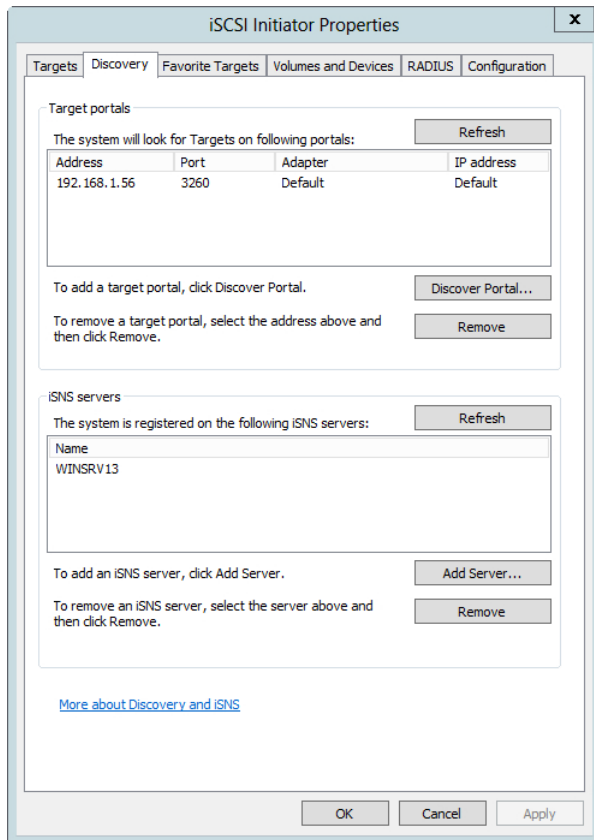 iSCSI Initiator Properties
x
Targets Discovery Favorite Targets Volumes and Devices RADIUS Configuration
Target portals
The system will look for Targets on following portals:
Refresh
Address Port Adapter IP address
192.168.1.56 3260 Default Default
To add a target portal, click Discover Portal.
Discover Portal...
To remove a target portal, select the address above and
then click Remove.
Remove
iSNS servers
The system is registered on the following iSNS servers:
Refresh
Name
WINSRV13
To add an iSNS server, click Add Server.
Add Server...
To remove an iSNS server, select the server above and
then click Remove.
Remove
More about Discovery and iSNS
OK Cancel Apply